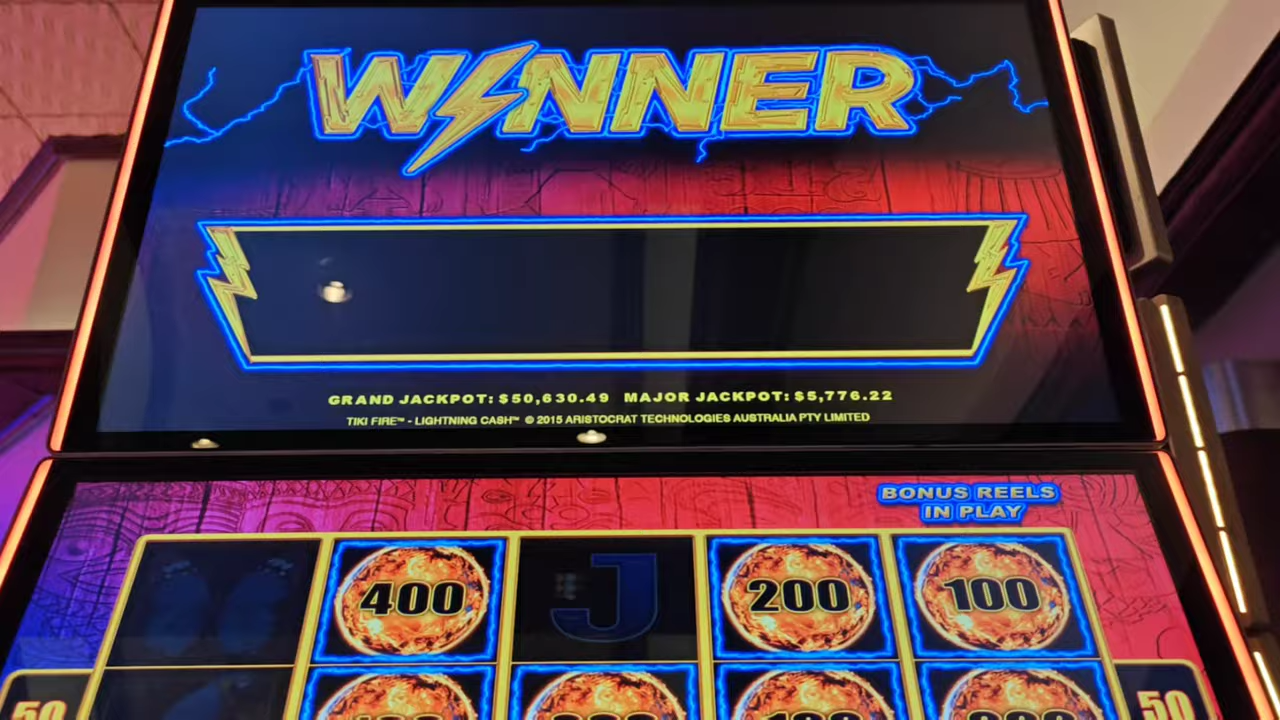 WINNER
GRAND JACKPOT: $50,630.49 MAJOR JACKPOT: $5,776.22
TIKI FIRE™ - LIGHTNING CASH™ © 2015 ARISTOCRAT TECHNOLOGIES AUSTRALIA PTY LIMITED
BONUS REELS
IN PLAY
400 J 200 100
50 50